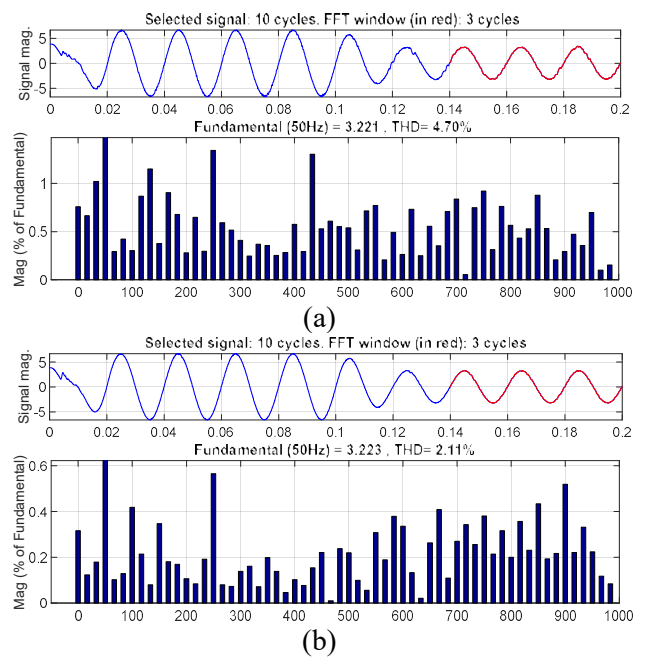 Selected signal: 10 cycles. FFT window (in red): 3 cycles
Signal mag.
5
0
-5
0 0.02 0.04 0.06 0.08 0.1 0.12 0.14 0.16 0.18 0.2
Fundamental (50Hz) = 3.221 , THD= 4.70%
Mag (% of Fundamental)
1
0.5
0
0 100 200 300 400 500 600 700 800 900 1000
(a)
Selected signal: 10 cycles. FFT window (in red): 3 cycles
Signal mag.
5
0
-5
0 0.02 0.04 0.06 0.08 0.1 0.12 0.14 0.16 0.18 0.2
Fundamental (50Hz) = 3.223 , THD= 2.11%
Mag (% of Fundamental)
0.6
0.4
0.2
0
0 100 200 300 400 500 600 700 800 900 1000
(b)